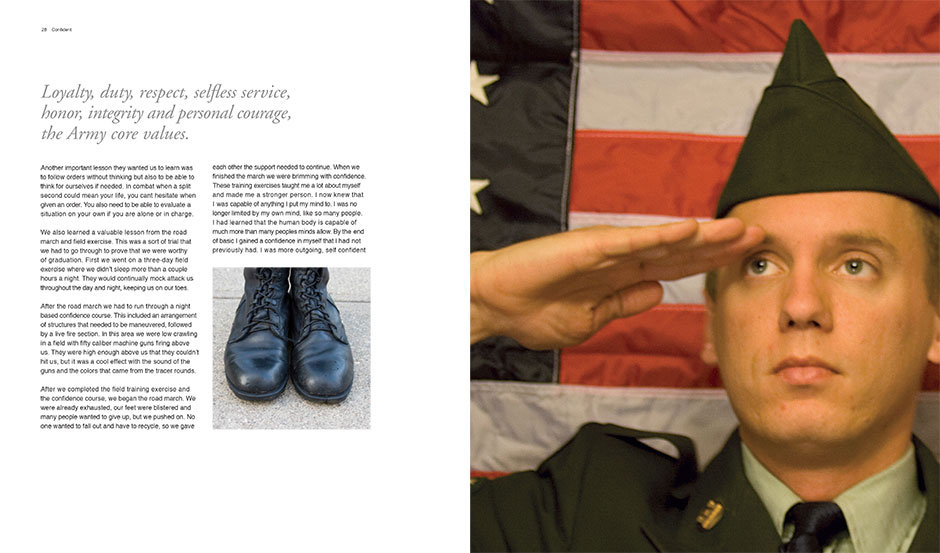 28 Confident
Loyalty, duty, respect, selfless service,
honor, integrity and personal courage,
the Army core values.
Another important lesson they wanted us to learn was
to follow orders without thinking but also to be able to
think for ourselves if needed. In combat when a split
second could mean your life, you cant hesitate when
given an order. You also need to be able to evaluate a
situation on your own if you are alone or in charge.
We also learned a valuable lesson from the road
march and field exercise. This was a sort of trial that
we had to go through to prove that we were worthy
of graduation. First we went on a three-day field
exercise where we didn't sleep more than a couple
hours a night. They would continually mock attack us
throughout the day and night, keeping us on our toes.
After the road march we had to run through a night
based confidence course. This included an arrangement
of structures that needed to be maneuvered, followed
by a live fire section. In this area we were low crawling
in a field with fifty caliber machine guns firing above
us. They were high enough above us that they couldn't
hit us, but it was a cool effect with the sound of the
guns and the colors that came from the tracer rounds.
After we completed the field training exercise and
the confidence course, we began the road march. We
were already exhausted, our feet were blistered and
many people wanted to give up, but we pushed on. No
one wanted to fall out and have to recycle, so we gave
each other the support needed to continue. When we
finished the march we were brimming with confidence.
These training exercises taught me a lot about myself
and made me a stronger person. I now knew that
I was capable of anything I put my mind to. I was no
longer limited by my own mind, like so many people.
I had learned that the human body is capable of
much more than many peoples minds allow. By the end
of basic I gained a confidence in myself that I had not
previously had. I was more outgoing, self confident